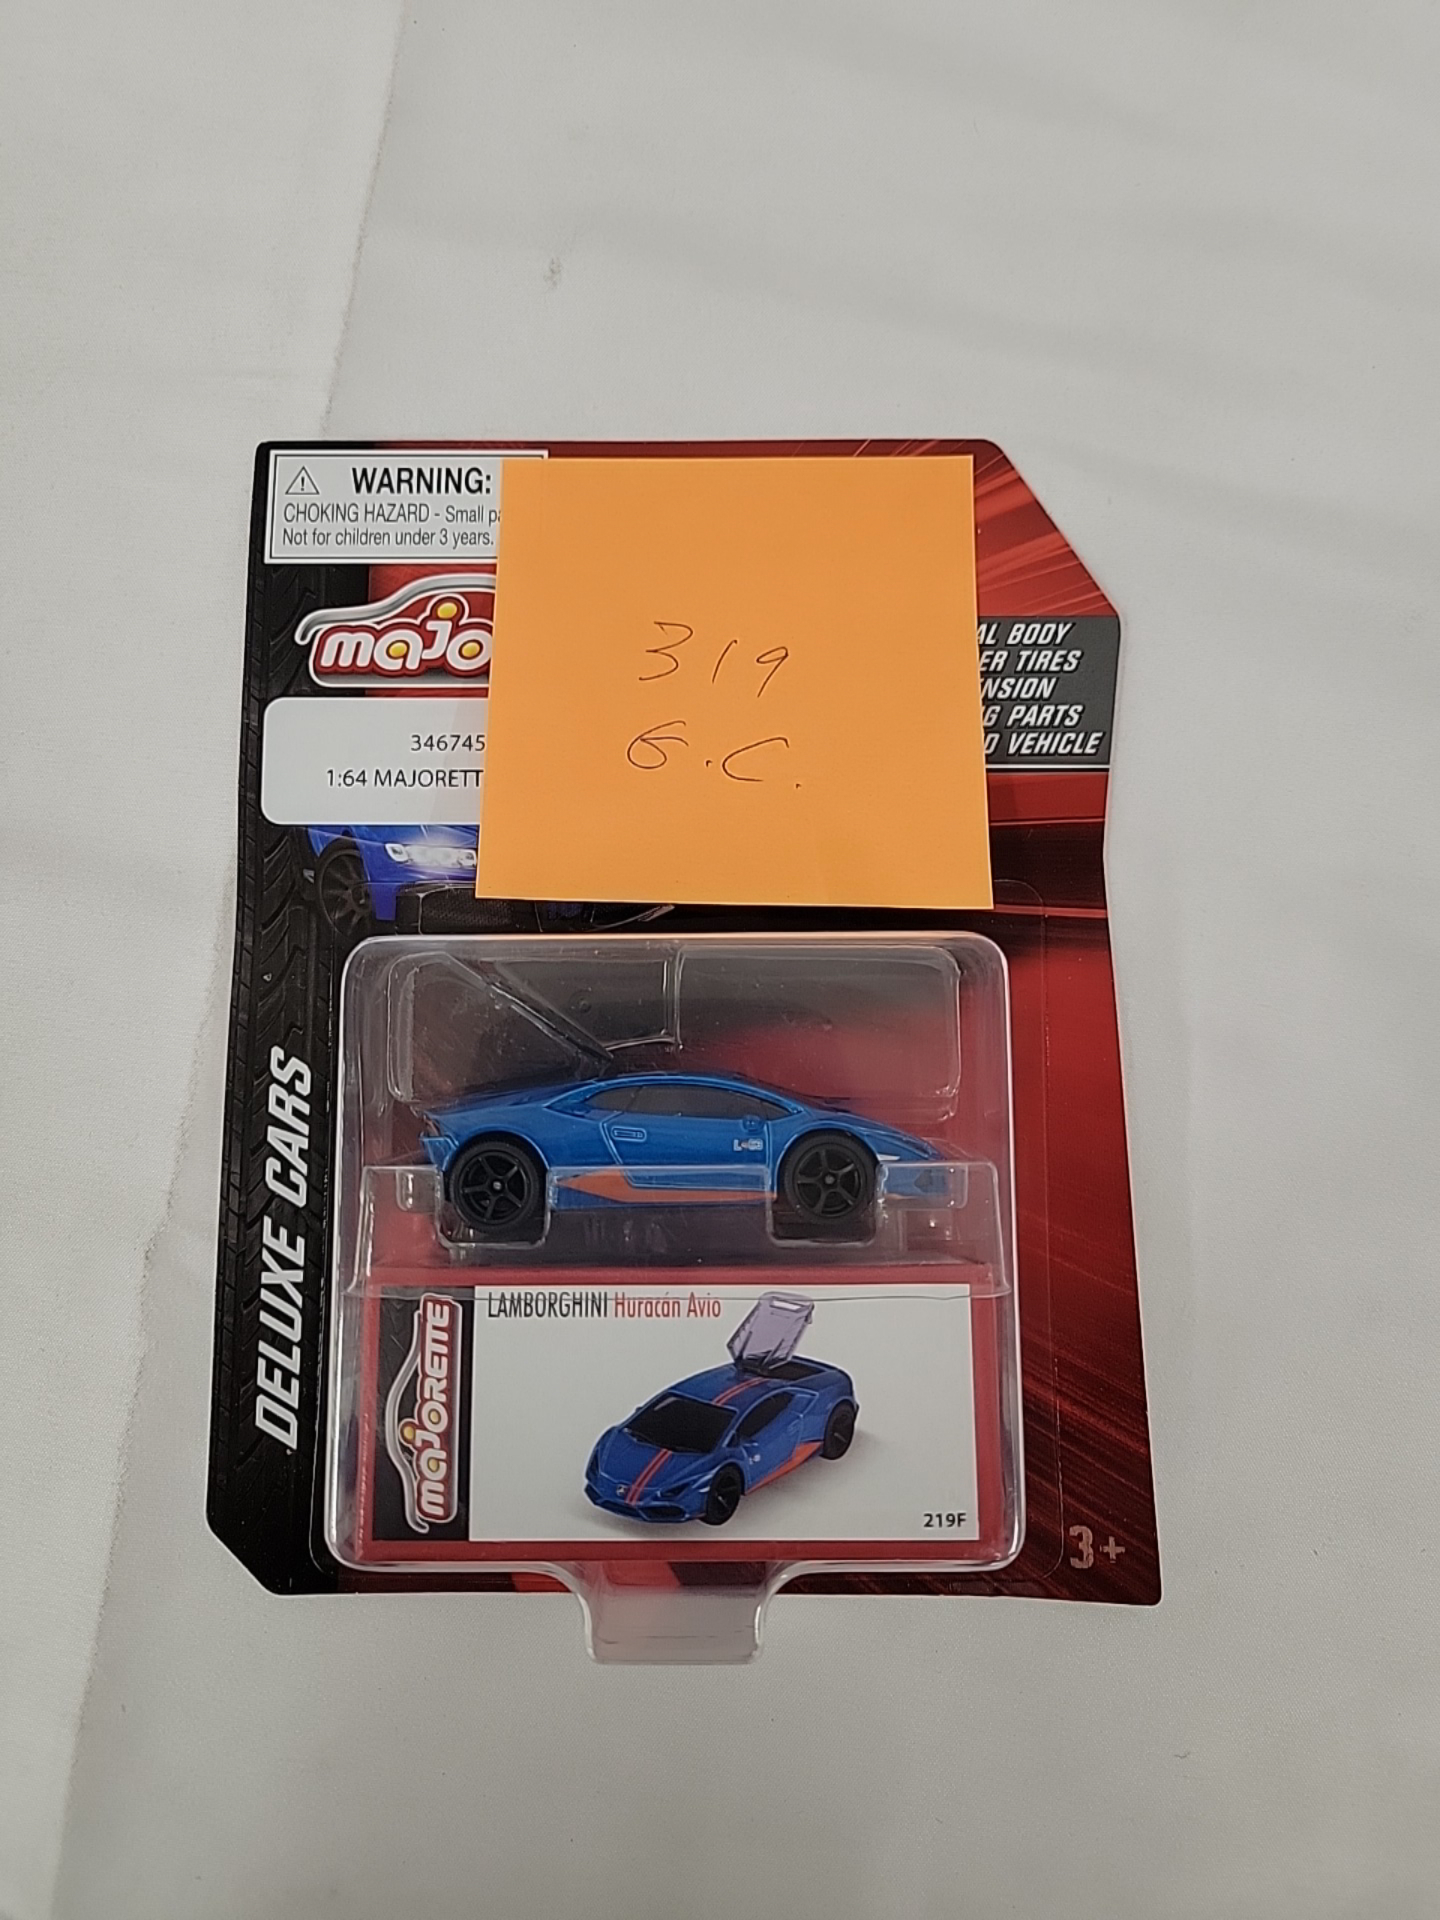 WARNING:
CHOKING HAZARD - Small
Not for children under 3 years.
majo
319
G.C.
AL BODY
ER TIRES
NSION
G PARTS
D VEHICLE
346745
1:64 MAJORETT
DELUXE CARS
L-63
MAJORETTE
LAMBORGHINI Huracán Avio
219F
3+